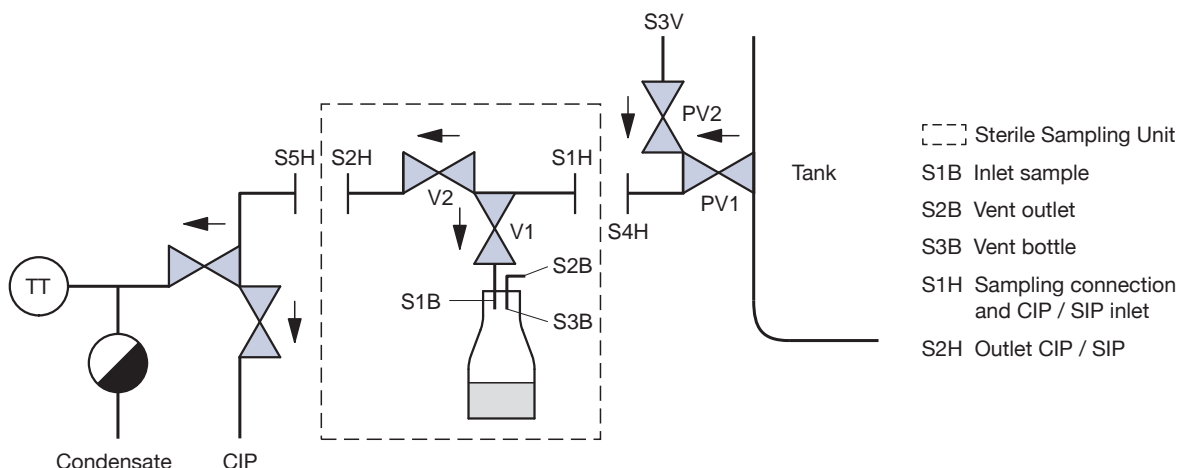 S3V
PV2
S5H
S2H
S1H
Tank
V2
V1
S4H
PV1
TT
S2B
S1B
S3B
Condensate
CIP
Sterile Sampling Unit
S1B Inlet sample
S2B Vent outlet
S3B Vent bottle
S1H Sampling connection
and CIP / SIP inlet
S2H Outlet CIP / SIP